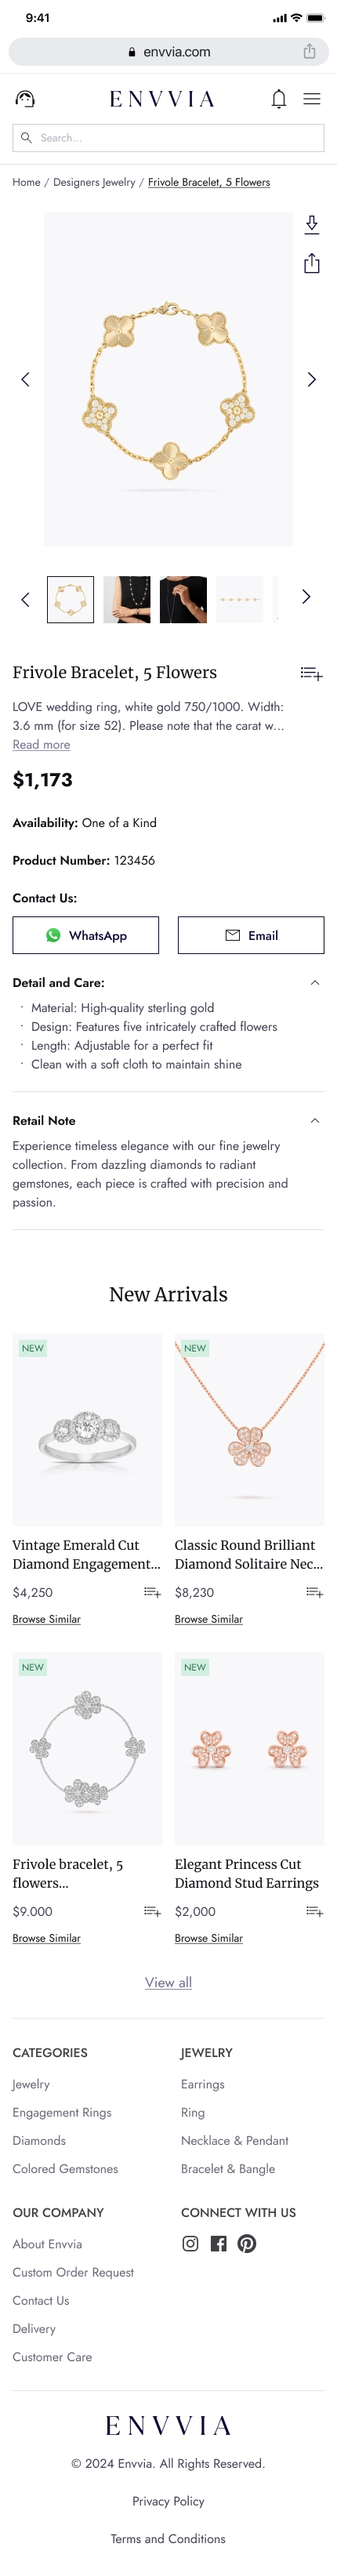 9:41
envvia.com
ENVVIA
Search...
Home / Designers Jewelry / Frivole Bracelet, 5 Flowers
Frivole Bracelet, 5 Flowers
LOVE wedding ring, white gold 750/1000. Width:
3.6 mm (for size 52). Please note that the carat w...
Read more
$1,173
Availability: One of a Kind
Product Number: 123456
Contact Us:
WhatsApp
Email
Detail and Care:
· Material: High-quality sterling gold
· Design: Features five intricately crafted flowers
· Length: Adjustable for a perfect fit
· Clean with a soft cloth to maintain shine
Retail Note
Experience timeless elegance with our fine jewelry
collection. From dazzling diamonds to radiant
gemstones, each piece is crafted with precision and
passion.
New Arrivals
NEW
Vintage Emerald Cut
Diamond Engagement...
$4,250
Browse Similar
NEW
Classic Round Brilliant
Diamond Solitaire Nec...
$8,230
Browse Similar
NEW
Frivole bracelet, 5
flowers...
$9.000
Browse Similar
NEW
Elegant Princess Cut
Diamond Stud Earrings
$2,000
Browse Similar
View all
CATEGORIES
Jewelry
Engagement Rings
Diamonds
Colored Gemstones
JEWELRY
Earrings
Ring
Necklace & Pendant
Bracelet & Bangle
OUR COMPANY
About Envvia
Custom Order Request
Contact Us
Delivery
Customer Care
CONNECT WITH US
ENVVIA
© 2024 Envvia. All Rights Reserved.
Privacy Policy
Terms and Conditions